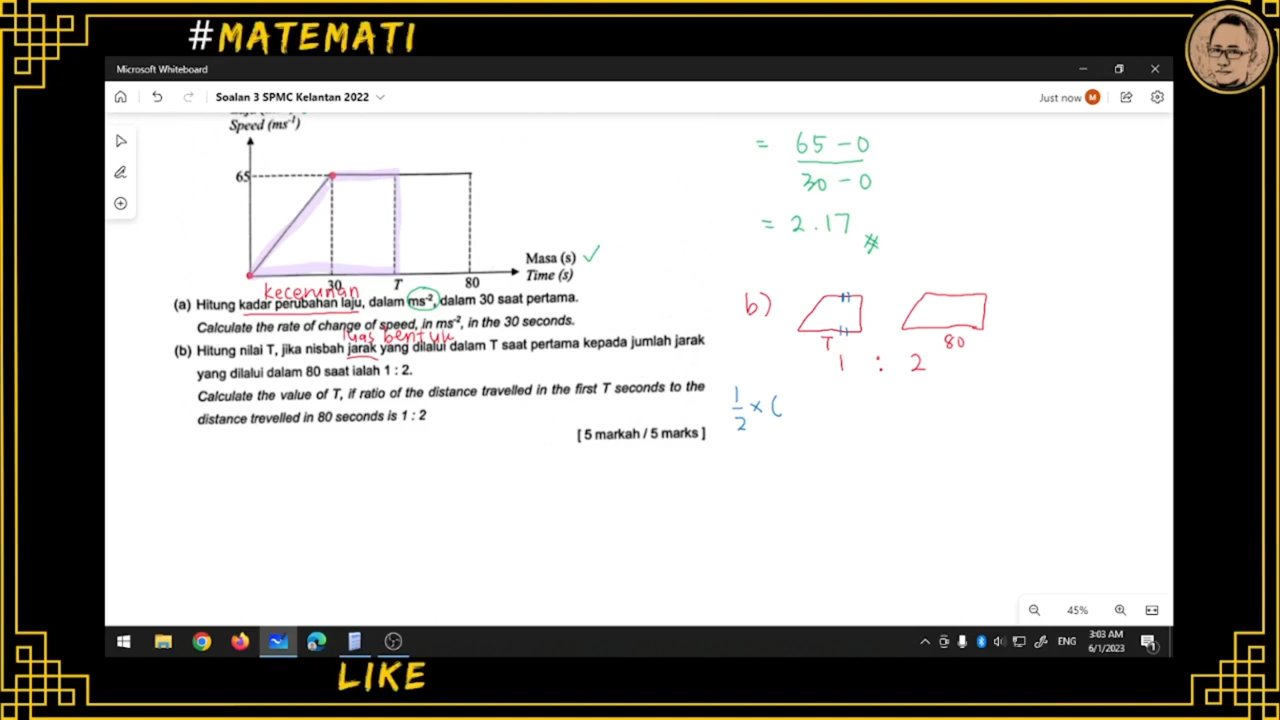 #MATEMATI
Microsoft Whiteboard
Soalan 3 SPMC Kelantan 2022
Just now M
Speed (ms⁻¹)
65
30 T 80
Masa (s)
Time (s)
kecerunan
(a) Hitung kadar perubahan laju, dalam ms⁻², dalam 30 saat pertama.
Calculate the rate of change of speed, in ms⁻², in the 30 seconds.
luas bentuk
(b) Hitung nilai T, jika nisbah jarak yang dilalui dalam T saat pertama kepada jumlah jarak
yang dilalui dalam 80 saat ialah 1 : 2.
Calculate the value of T, if ratio of the distance travelled in the first T seconds to the
distance trevelled in 80 seconds is 1 : 2
[ 5 markah / 5 marks ]
= 65 - 0
30 - 0
= 2.17
b)
T 80
1 : 2
1/2 × (
45%
ENG
3:03 AM
6/1/2023
1
LIKE